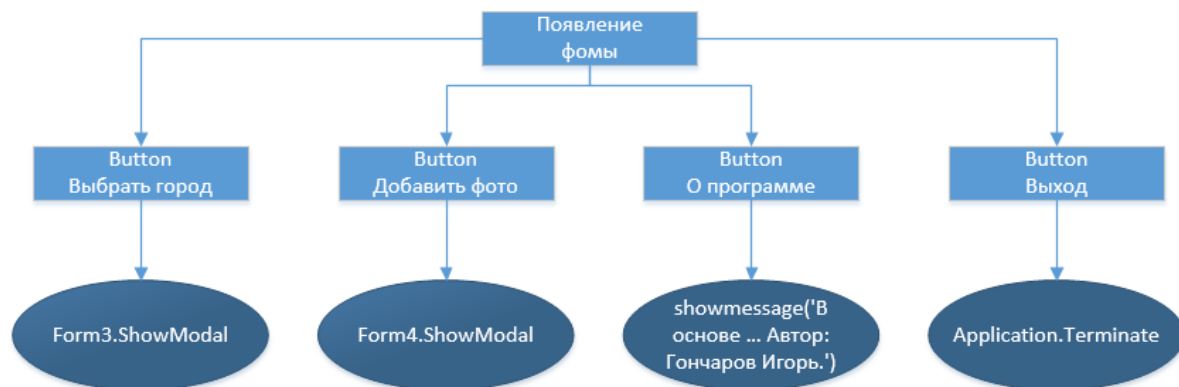 Появление
фомы
Button
Выбрать город
Button
Добавить фото
Button
О программе
Button
Выход
Form3.ShowModal
Form4.ShowModal
showmessage('В
основе ... Автор:
Гончаров Игорь.')
Application.Terminate